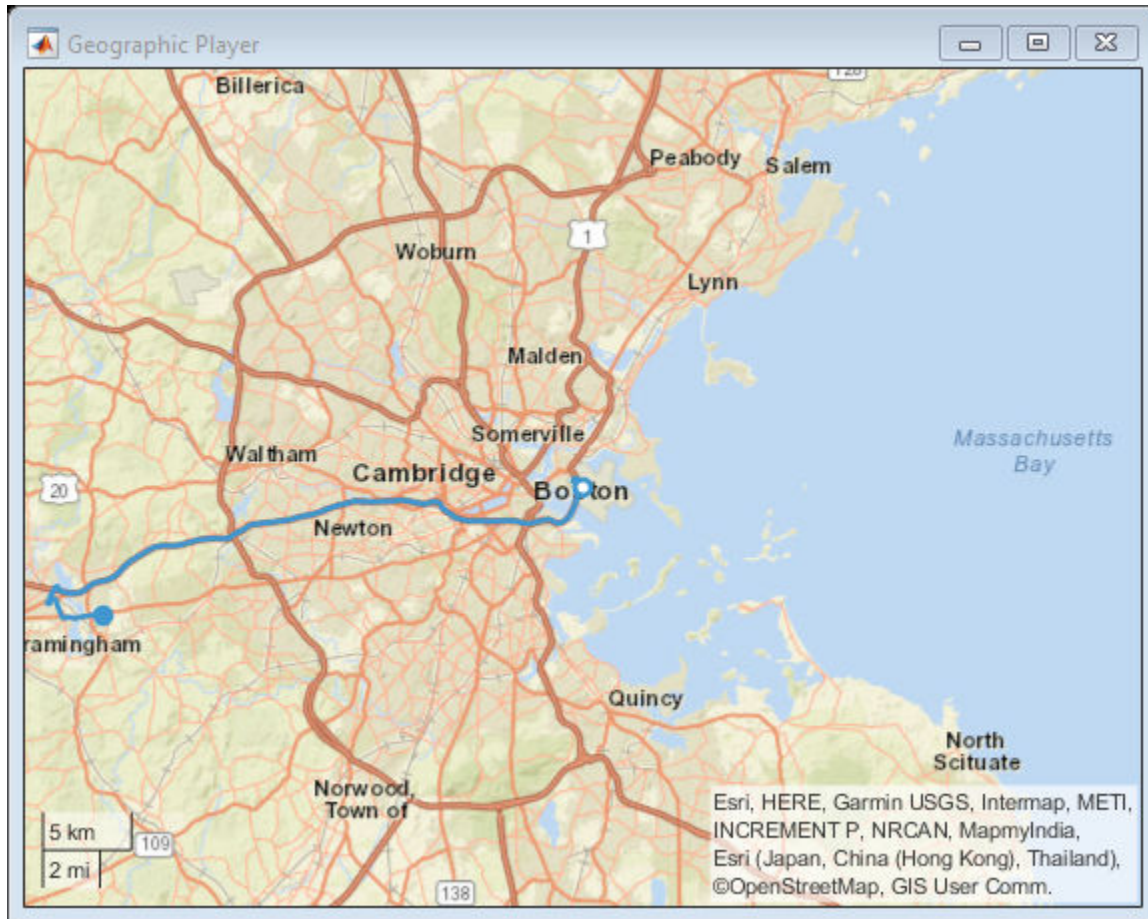 Geographic Player
128
Billerica
Peabody
Salem
1
Woburn
Lynn
Malden
Somerville
Massachusetts
Bay
Waltham
Cambridge
20
Boston
Newton
ramingham
Quincy
North
Scituate
Norwood,
Town of
Esri, HERE, Garmin USGS, Intermap, METI,
INCREMENT P, NRCAN, MapmyIndia,
Esri (Japan, China (Hong Kong), Thailand),
©OpenStreetMap, GIS User Comm.
5 km
109
2 mi
138